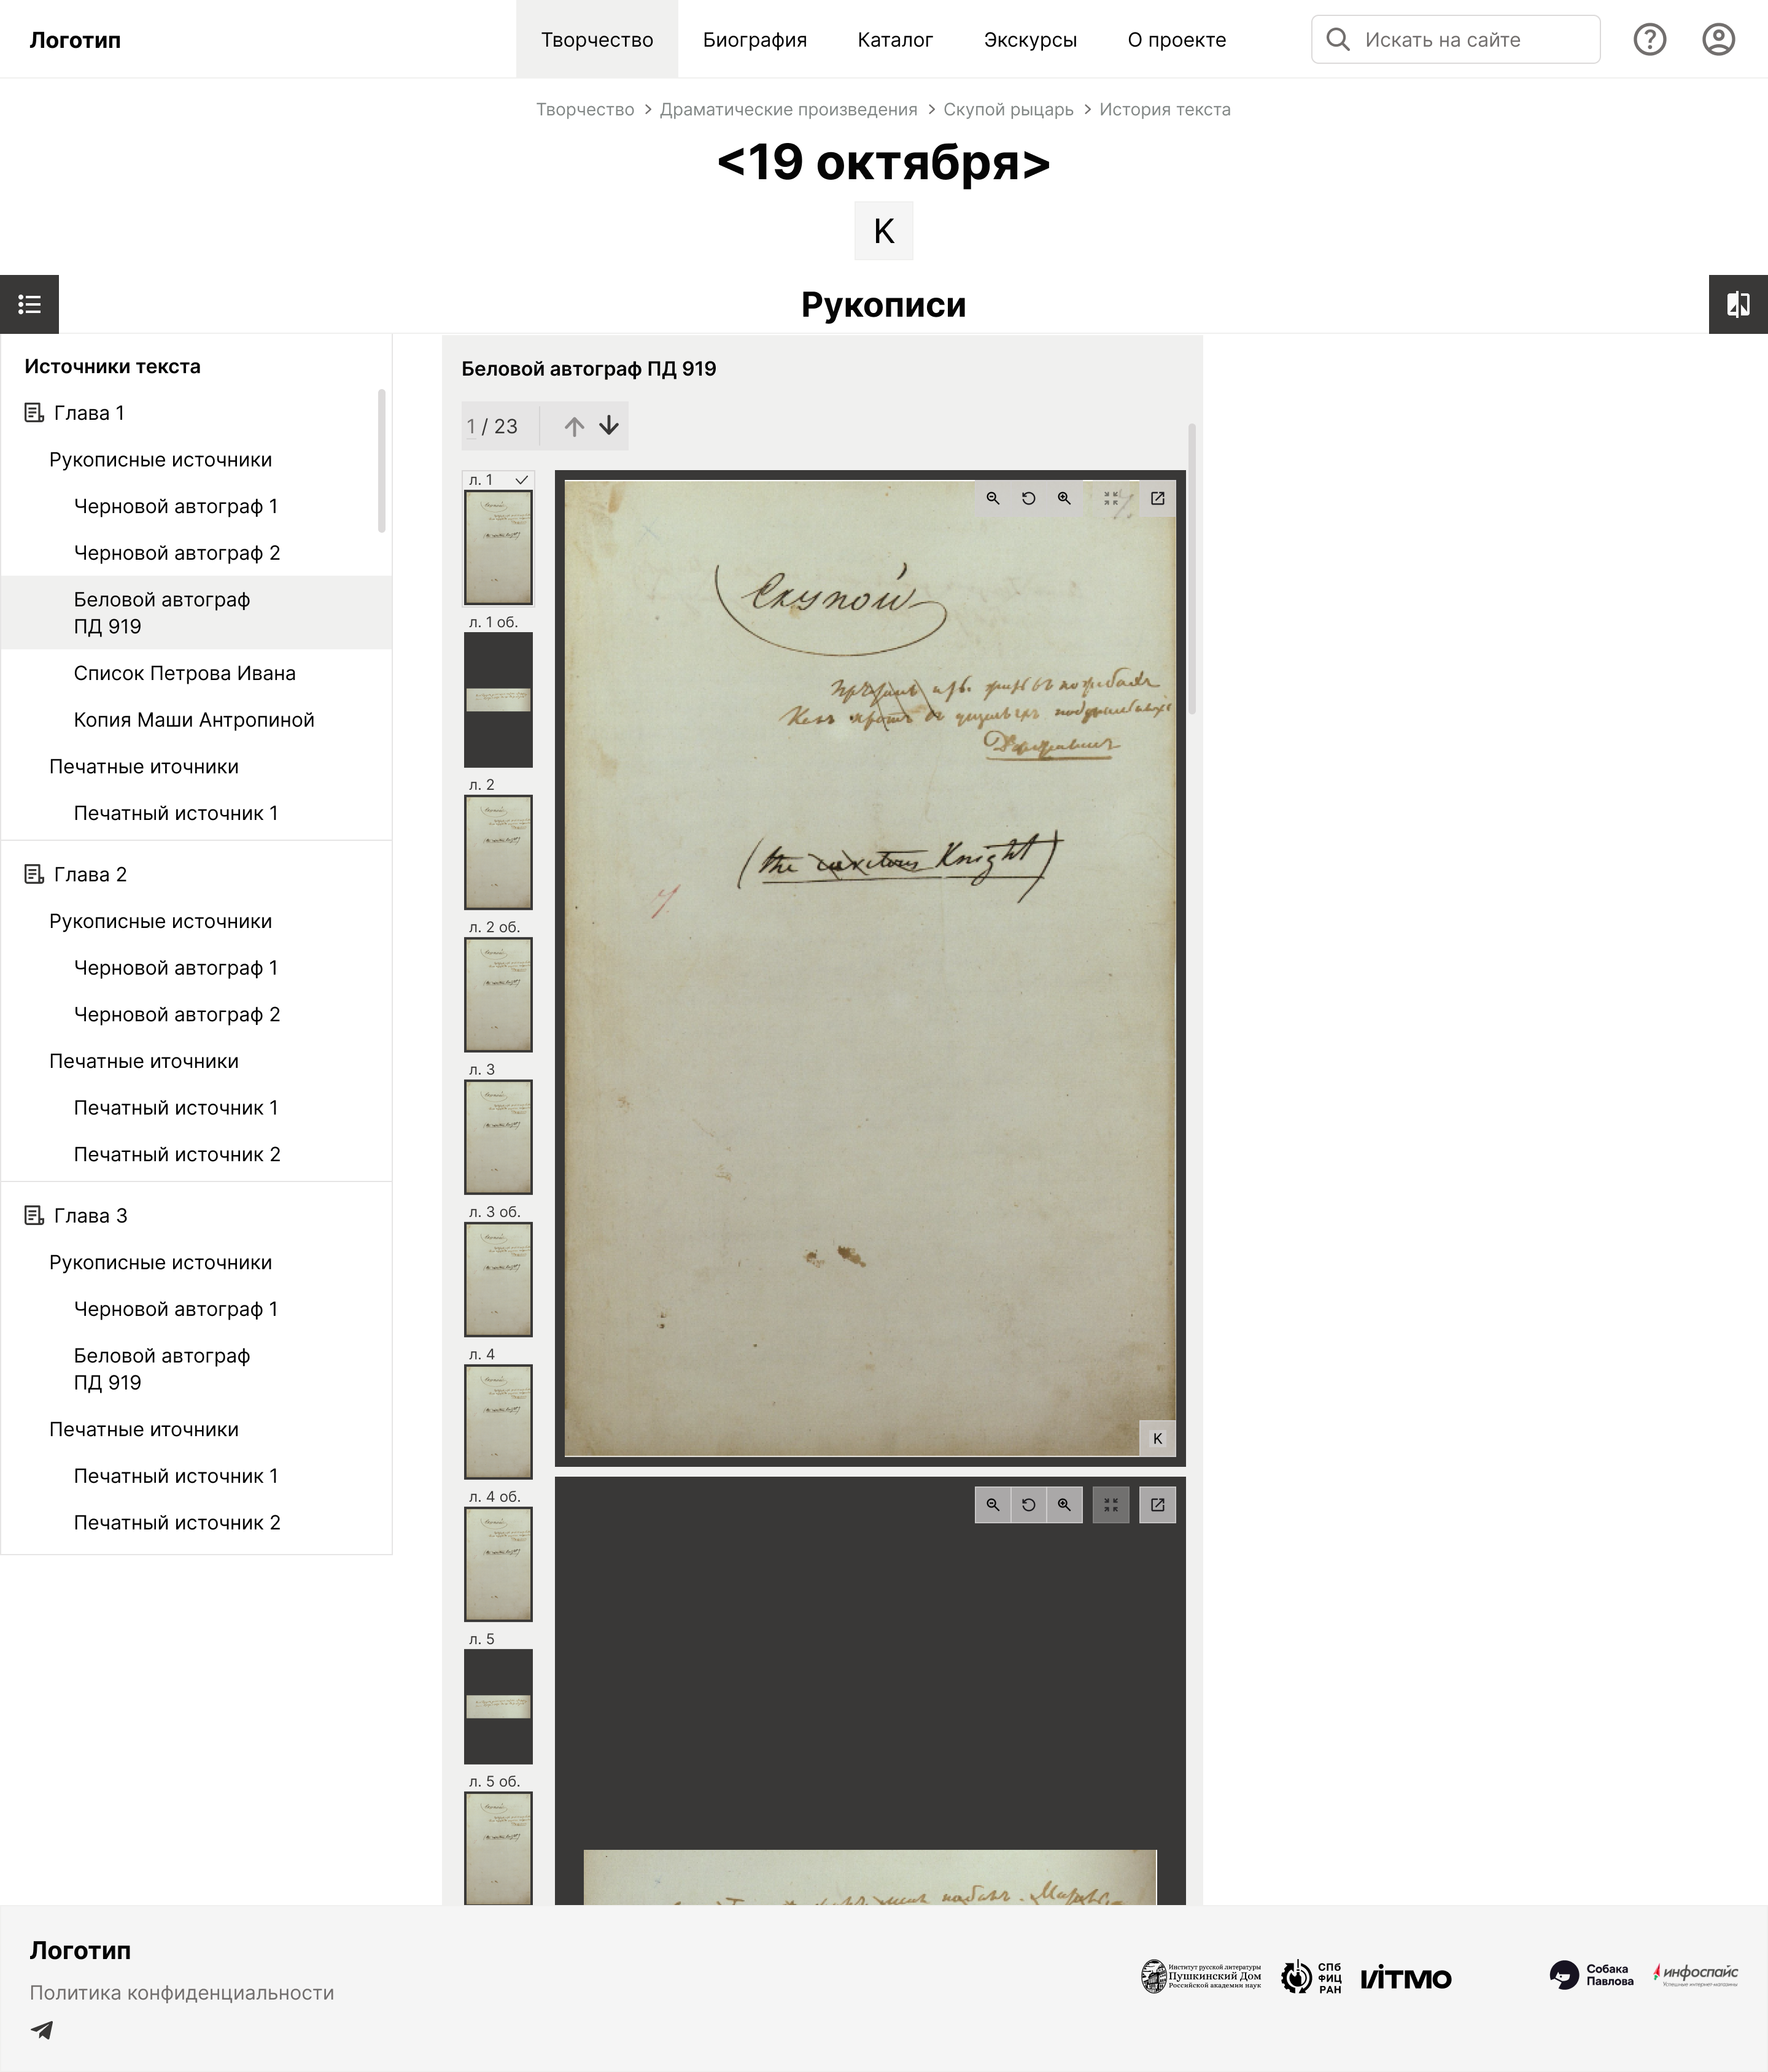 Логотип
Творчество
Биография
Каталог
Экскурсы
О проекте
Искать на сайте
Творчество > Драматические произведения > Скупой рыцарь > История текста
<19 октября>
К
Рукописи
Источники текста
Глава 1
Рукописные источники
Черновой автограф 1
Черновой автограф 2
Беловой автограф
ПД 919
Список Петрова Ивана
Копия Маши Антропиной
Печатные иточники
Печатный источник 1
Глава 2
Рукописные источники
Черновой автограф 1
Черновой автограф 2
Печатные иточники
Печатный источник 1
Печатный источник 2
Глава 3
Рукописные источники
Черновой автограф 1
Беловой автограф
ПД 919
Печатные иточники
Печатный источник 1
Печатный источник 2
Беловой автограф ПД 919
1 / 23
л. 1
л. 1 об.
л. 2
л. 2 об.
л. 3
л. 3 об.
л. 4
л. 4 об.
л. 5
л. 5 об.
Скупой
Державинъ
(the Knight)
К
Логотип
Политика конфиденциальности
Институт русской литературы
Пушкинский Дом
Российской академии наук
СПб
ФИЦ
РАН
ИТМО
Собака
Павлова
инфоспайс
Успешные интернет-магазины